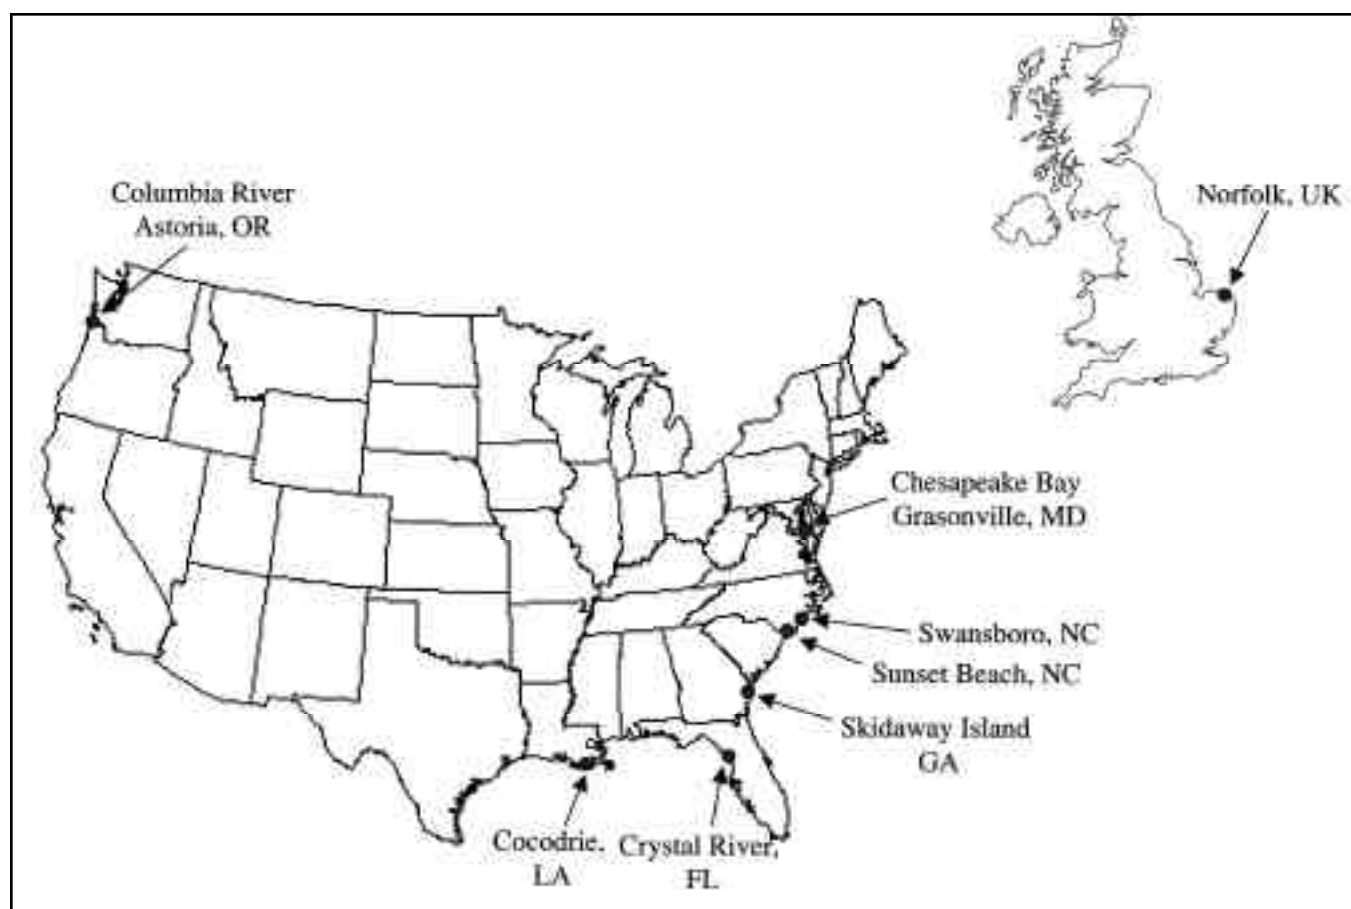 Columbia River
Astoria, OR
Norfolk, UK
Chesapeake Bay
Grasonville, MD
Swansboro, NC
Sunset Beach, NC
Skidaway Island
GA
Cocodrie,
LA
Crystal River,
FL